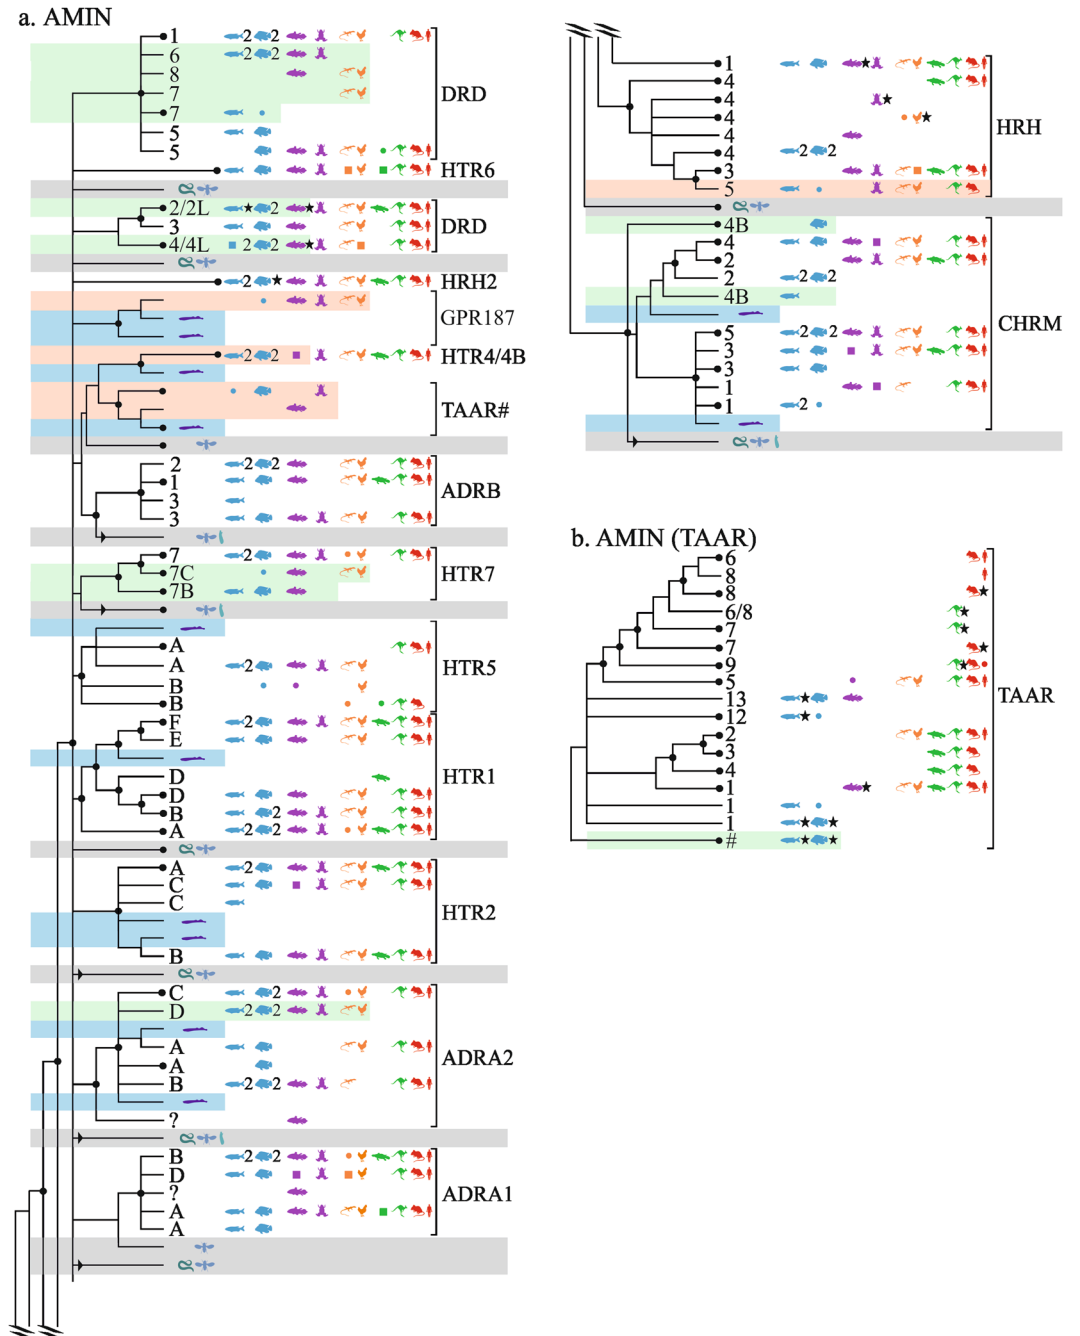 a. AMIN
1 2 2
6 2 2
8
7 DRD
7
5
5
HTR6
2/2L 2
3 DRD
4/4L 2 2
2 HRH2
GPR187
2 2 HTR4/4B
TAAR#
2 2 2
1 ADRB
3
3
7 2 2
7C HTR7
7B
A
A 2 HTR5
B
B
F 2
E
D HTR1
D
B 2
A 2 2
A 2
C
C HTR2
B
C 2
D 2 2
A
A ADRA2
B 2 2
?
B 2 2
D
? ADRA1
A
A
1
4
4
4 HRH
4
4 2 2
3
5
4B
4
2
2 2 2
4B
CHRM
5 2 2
3
3
1
1 2
b. AMIN (TAAR)
6
8
8
6/8
7
7
9
5
13 TAAR
12
2
3
4
1
1
1
#